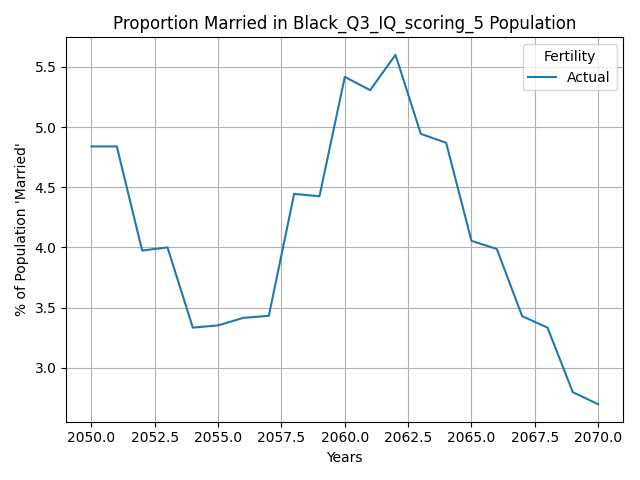 Proportion Married in Black_Q3_IQ_scoring_5 Population
Fertility
Actual
% of Population 'Married'
5.5
5.0
4.5
4.0
3.5
3.0
2050.0 2052.5 2055.0 2057.5 2060.0 2062.5 2065.0 2067.5 2070.0
Years